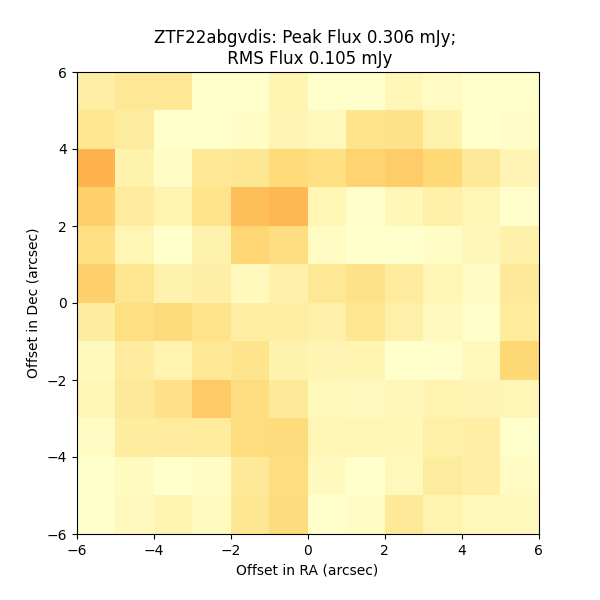 ZTF22abgvdis: Peak Flux 0.306 mJy;
RMS Flux 0.105 mJy
6
4
2
0
−2
−4
−6
Offset in Dec (arcsec)
−6 −4 −2 0 2 4 6
Offset in RA (arcsec)